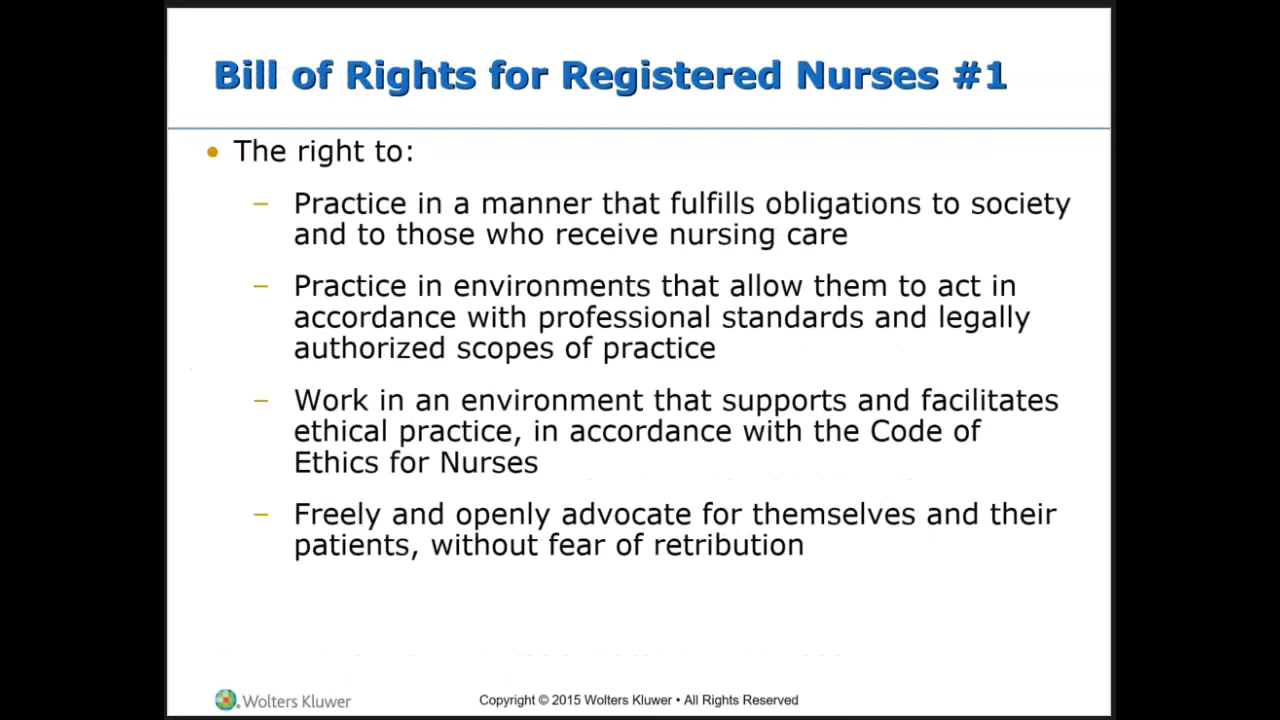 Bill of Rights for Registered Nurses #1
• The right to:
– Practice in a manner that fulfills obligations to society
and to those who receive nursing care
– Practice in environments that allow them to act in
accordance with professional standards and legally
authorized scopes of practice
– Work in an environment that supports and facilitates
ethical practice, in accordance with the Code of
Ethics for Nurses
– Freely and openly advocate for themselves and their
patients, without fear of retribution
Wolters Kluwer
Copyright © 2015 Wolters Kluwer • All Rights Reserved